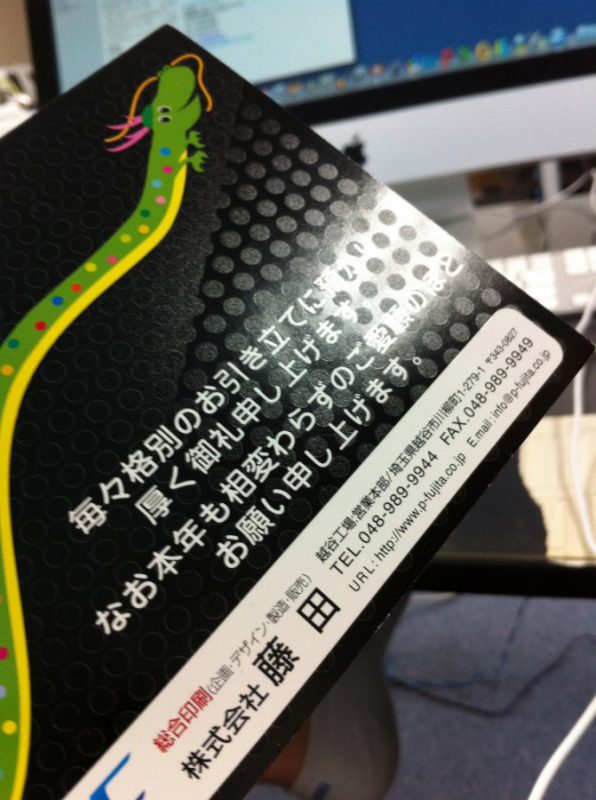 毎々格別のお引き立てに預かり
厚く御礼申し上げます。
なお本年も相変わらずのご愛顧のほど
お願い申し上げます。
総合印刷(企画・デザイン・製造・販売)
株式会社 藤田
越谷工場:営業本部/埼玉県越谷市川柳町1-279-1 〒343-0827
TEL.048-989-9944 FAX.048-989-9949
URL:http://www.p-fujita.co.jp E.mail:info@p-fujita.co.jp